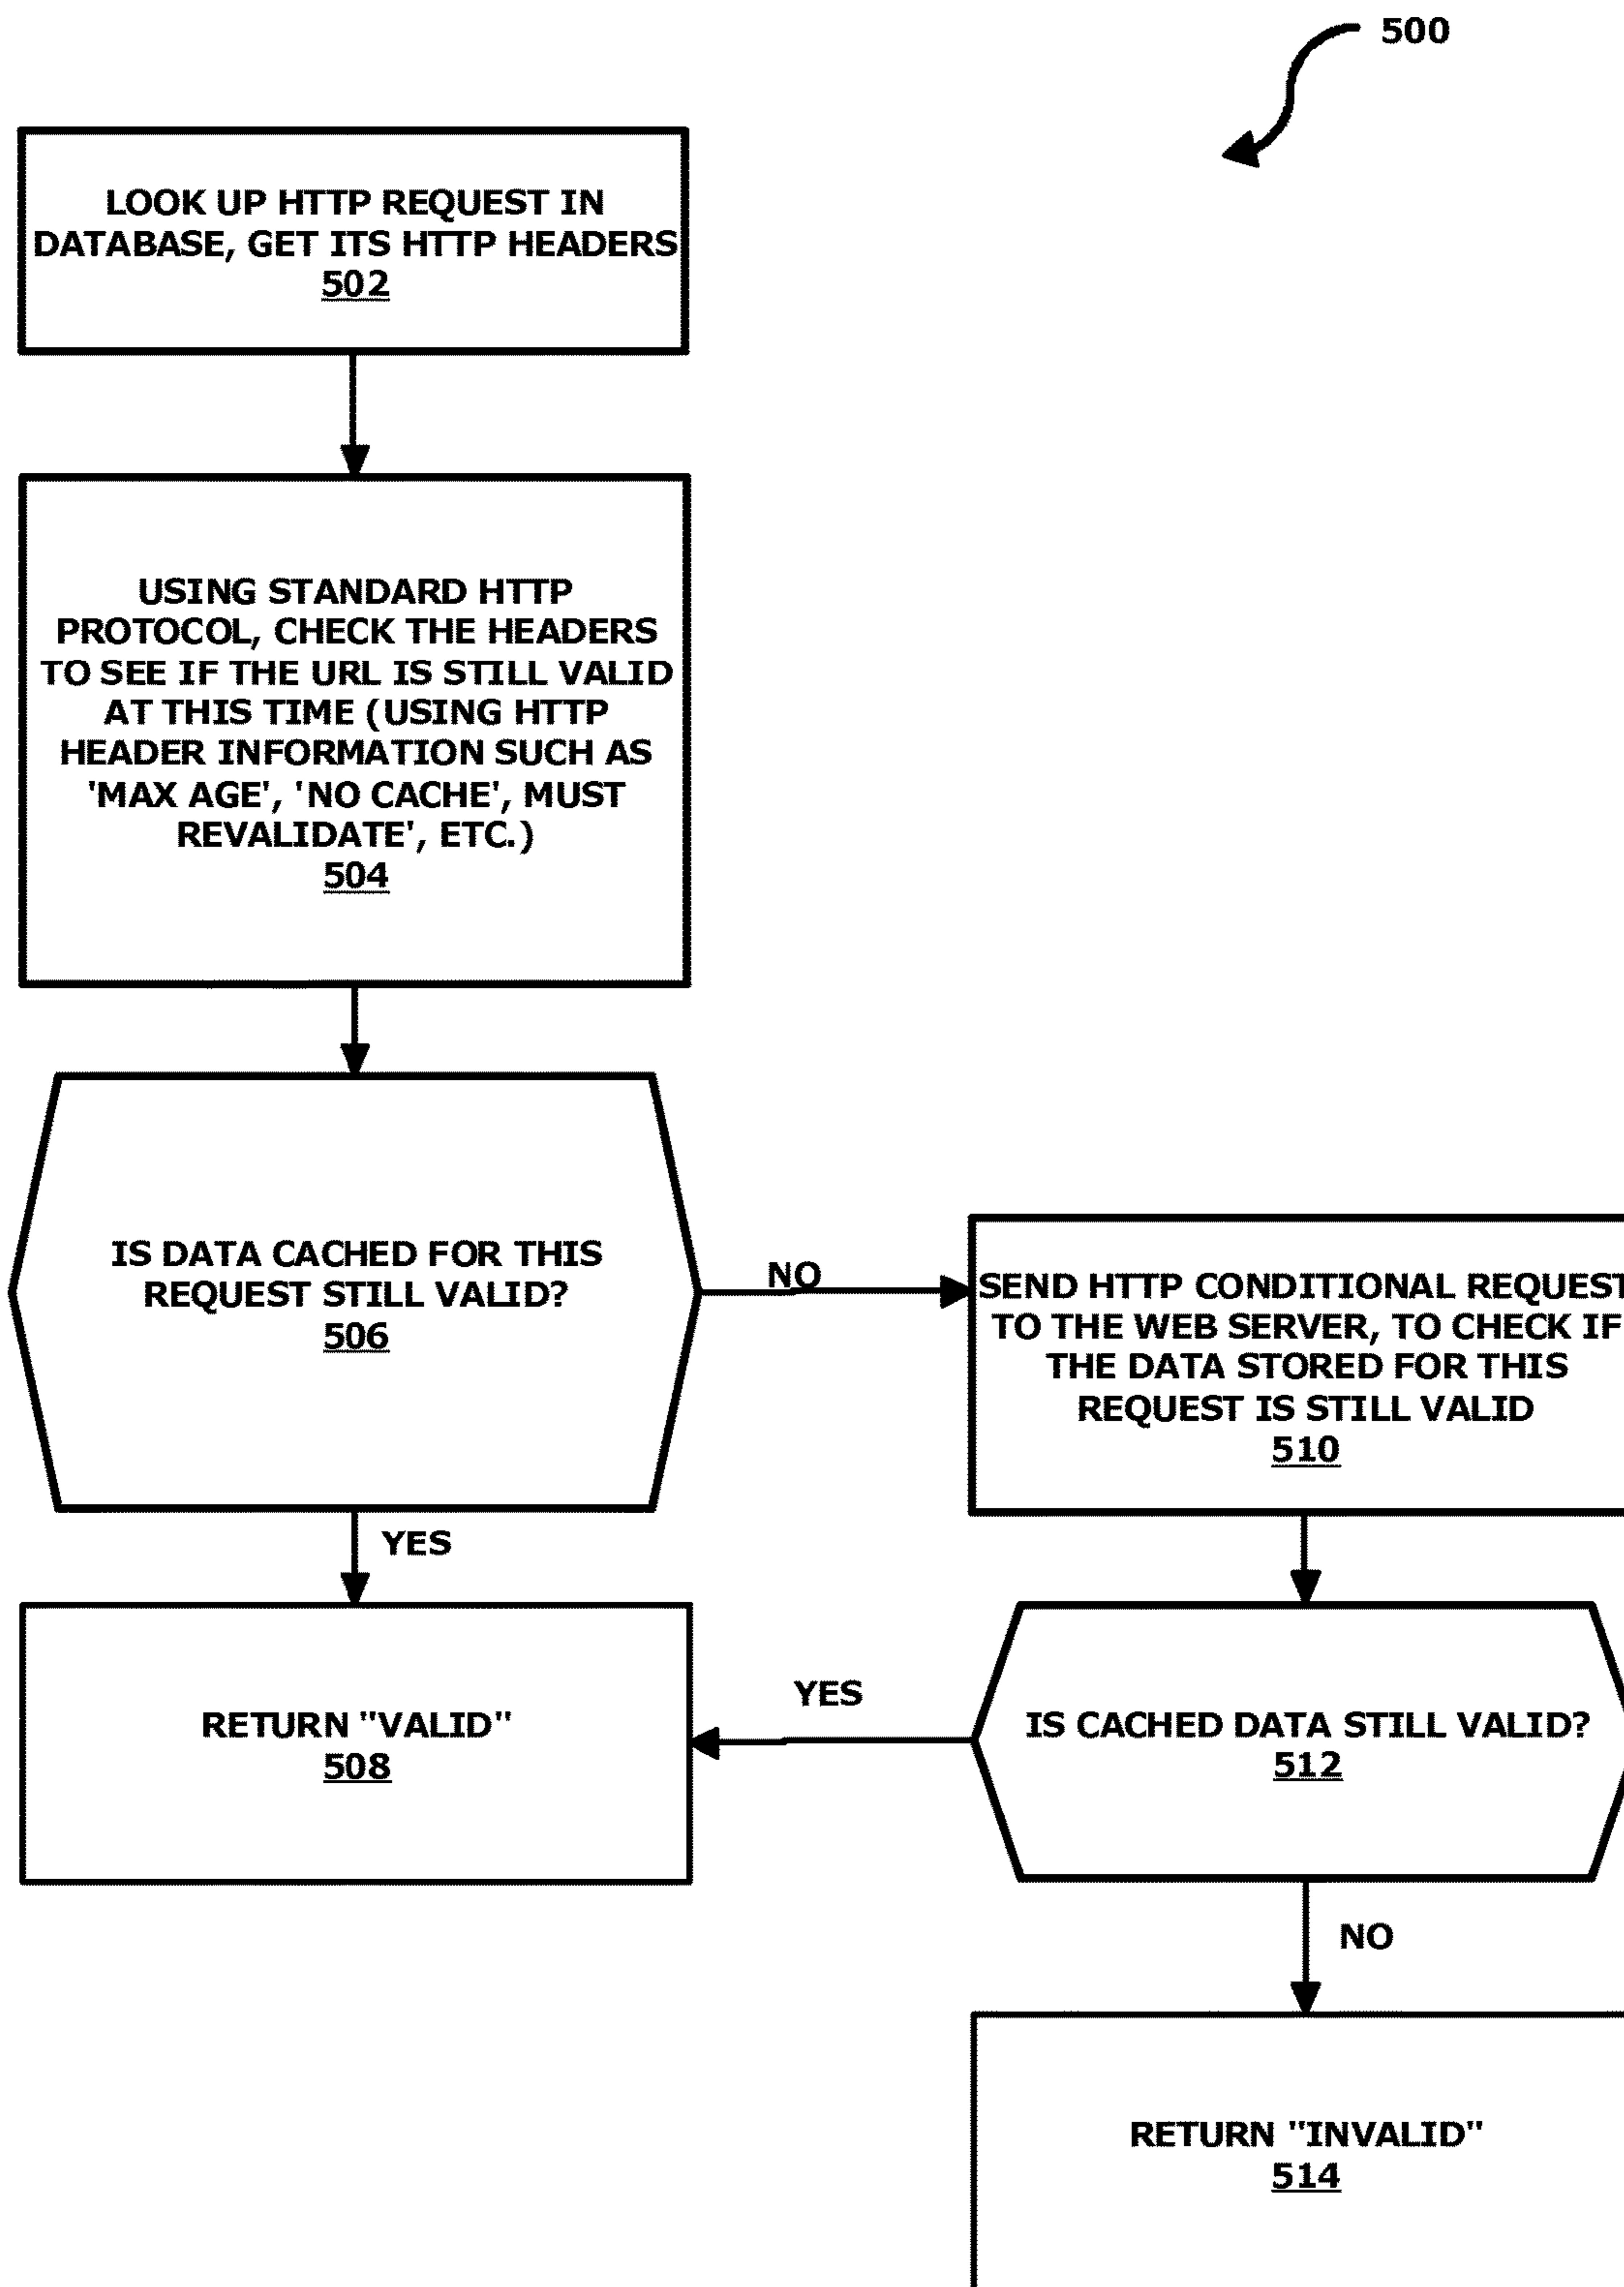 500
LOOK UP HTTP REQUEST IN
DATABASE, GET ITS HTTP HEADERS
502
USING STANDARD HTTP
PROTOCOL, CHECK THE HEADERS
TO SEE IF THE URL IS STILL VALID
AT THIS TIME (USING HTTP
HEADER INFORMATION SUCH AS
'MAX AGE', 'NO CACHE', MUST
REVALIDATE', ETC.)
504
IS DATA CACHED FOR THIS
REQUEST STILL VALID?
506
NO
SEND HTTP CONDITIONAL REQUEST
TO THE WEB SERVER, TO CHECK IF
THE DATA STORED FOR THIS
REQUEST IS STILL VALID
510
YES
RETURN "VALID"
508
YES
IS CACHED DATA STILL VALID?
512
NO
RETURN "INVALID"
514